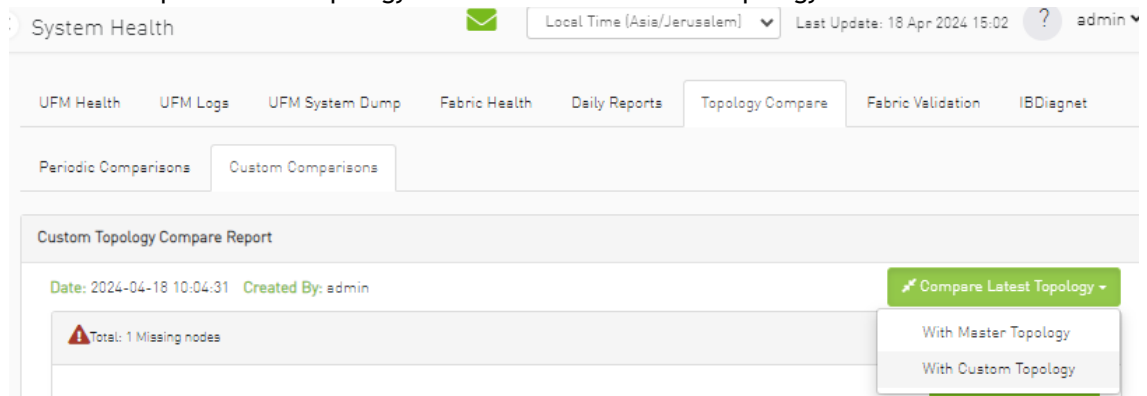 System Health
Local Time (Asia/Jerusalem)
Last Update: 18 Apr 2024 15:02
?
admin
UFM Health
UFM Logs
UFM System Dump
Fabric Health
Daily Reports
Topology Compare
Fabric Validation
IBDiagnet
Periodic Comparisons
Custom Comparisons
Custom Topology Compare Report
Date: 2024-04-18 10:04:31 Created By: admin
Compare Latest Topology
Total: 1 Missing nodes
With Master Topology
With Custom Topology